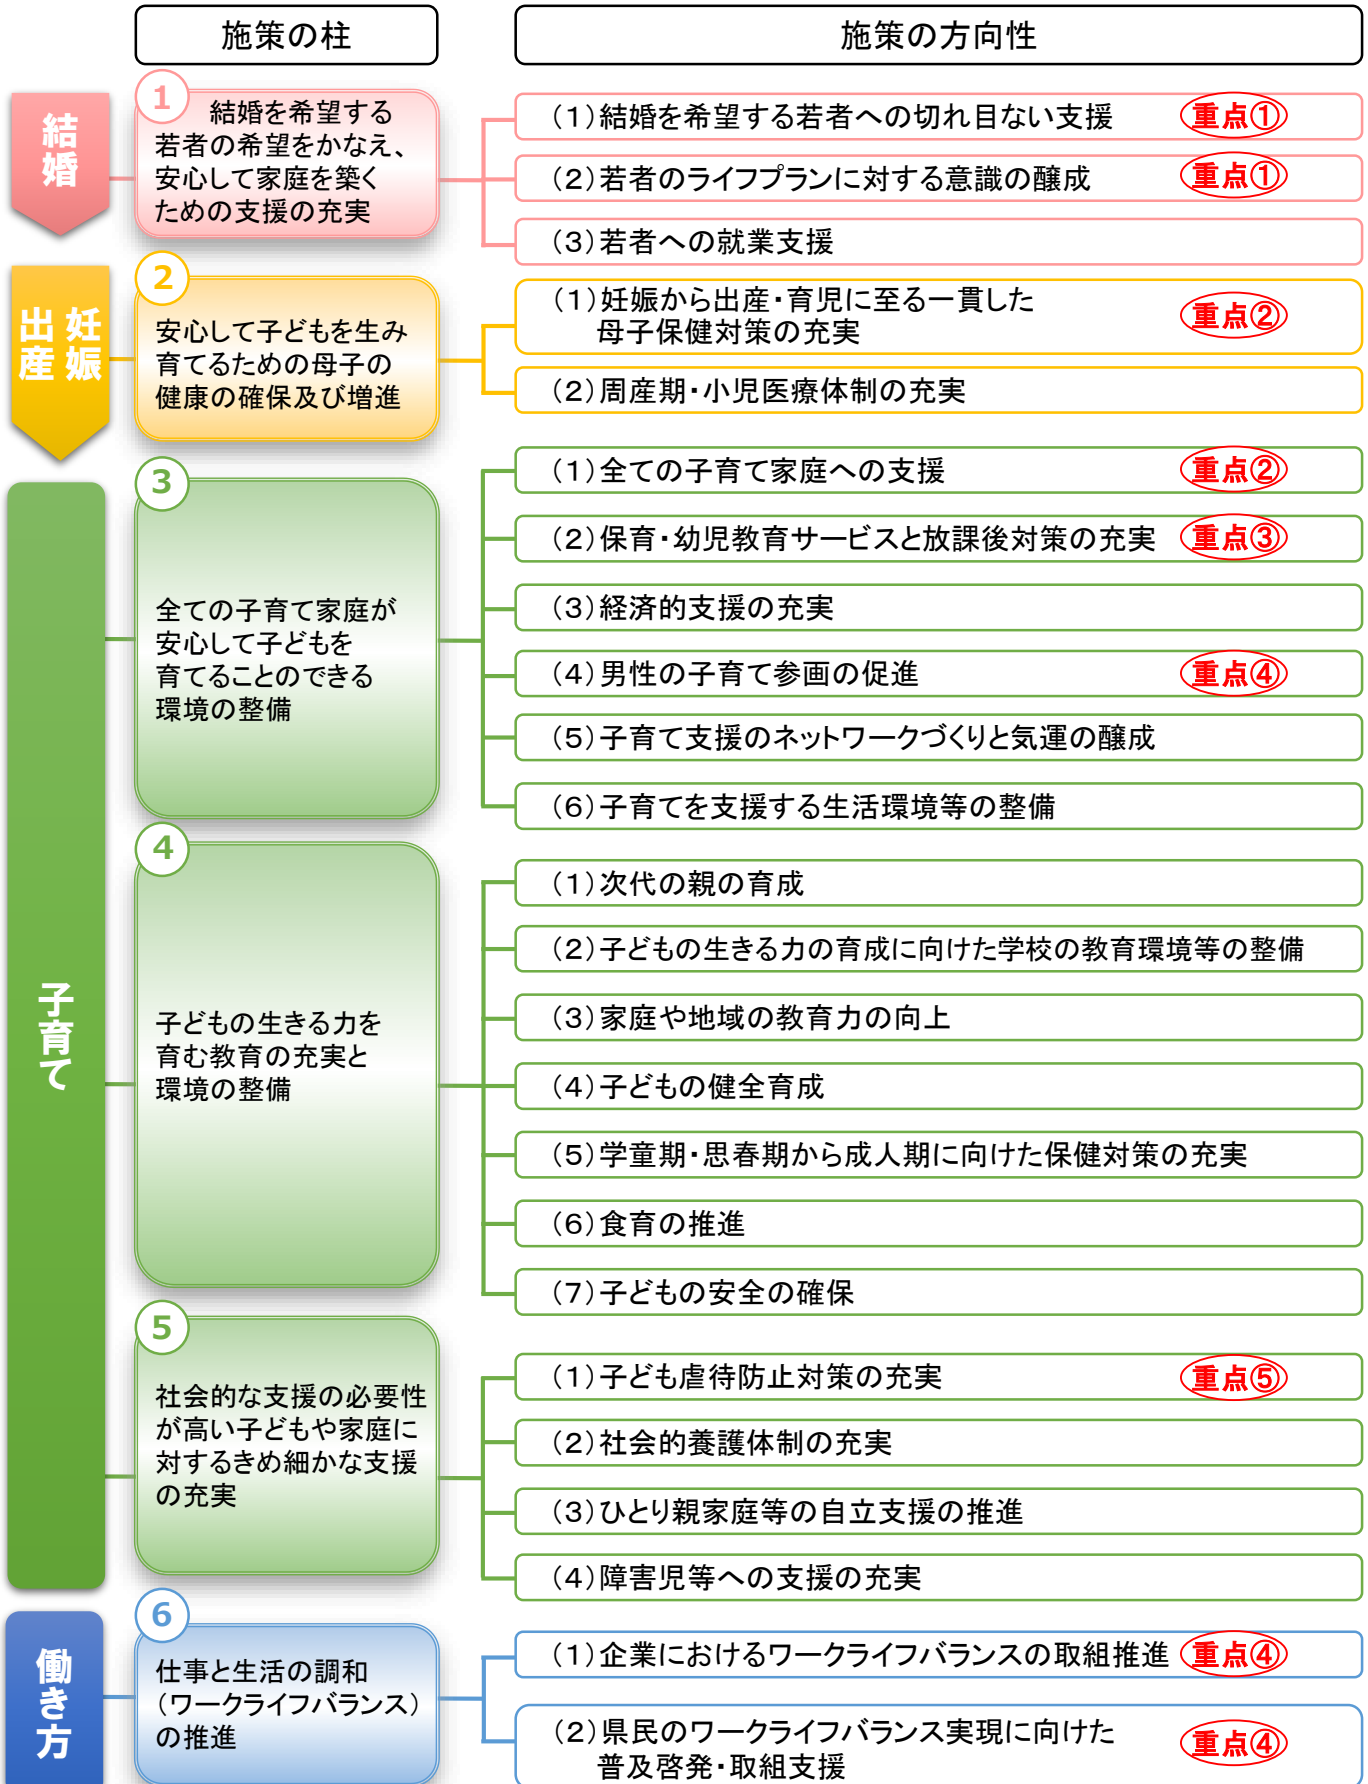 施策の柱
施策の方向性
結婚
1
結婚を希望する
若者の希望をかなえ、
安心して家庭を築く
ための支援の充実
(1)結婚を希望する若者への切れ目ない支援 重点①
(2)若者のライフプランに対する意識の醸成 重点①
(3)若者への就業支援
妊娠
出産
2
安心して子どもを生み
育てるための母子の
健康の確保及び増進
(1)妊娠から出産・育児に至る一貫した
母子保健対策の充実
重点②
(2)周産期・小児医療体制の充実
子育て
3
全ての子育て家庭が
安心して子どもを
育てることのできる
環境の整備
(1)全ての子育て家庭への支援 重点②
(2)保育・幼児教育サービスと放課後対策の充実 重点③
(3)経済的支援の充実
(4)男性の子育て参画の促進 重点④
(5)子育て支援のネットワークづくりと気運の醸成
(6)子育てを支援する生活環境等の整備
4
子どもの生きる力を
育む教育の充実と
環境の整備
(1)次代の親の育成
(2)子どもの生きる力の育成に向けた学校の教育環境等の整備
(3)家庭や地域の教育力の向上
(4)子どもの健全育成
(5)学童期・思春期から成人期に向けた保健対策の充実
(6)食育の推進
(7)子どもの安全の確保
5
社会的な支援の必要性
が高い子どもや家庭に
対するきめ細かな支援
の充実
(1)子ども虐待防止対策の充実 重点⑤
(2)社会的養護体制の充実
(3)ひとり親家庭等の自立支援の推進
(4)障害児等への支援の充実
働き方
6
仕事と生活の調和
(ワークライフバランス)
の推進
(1)企業におけるワークライフバランスの取組推進 重点④
(2)県民のワークライフバランス実現に向けた
普及啓発・取組支援
重点④